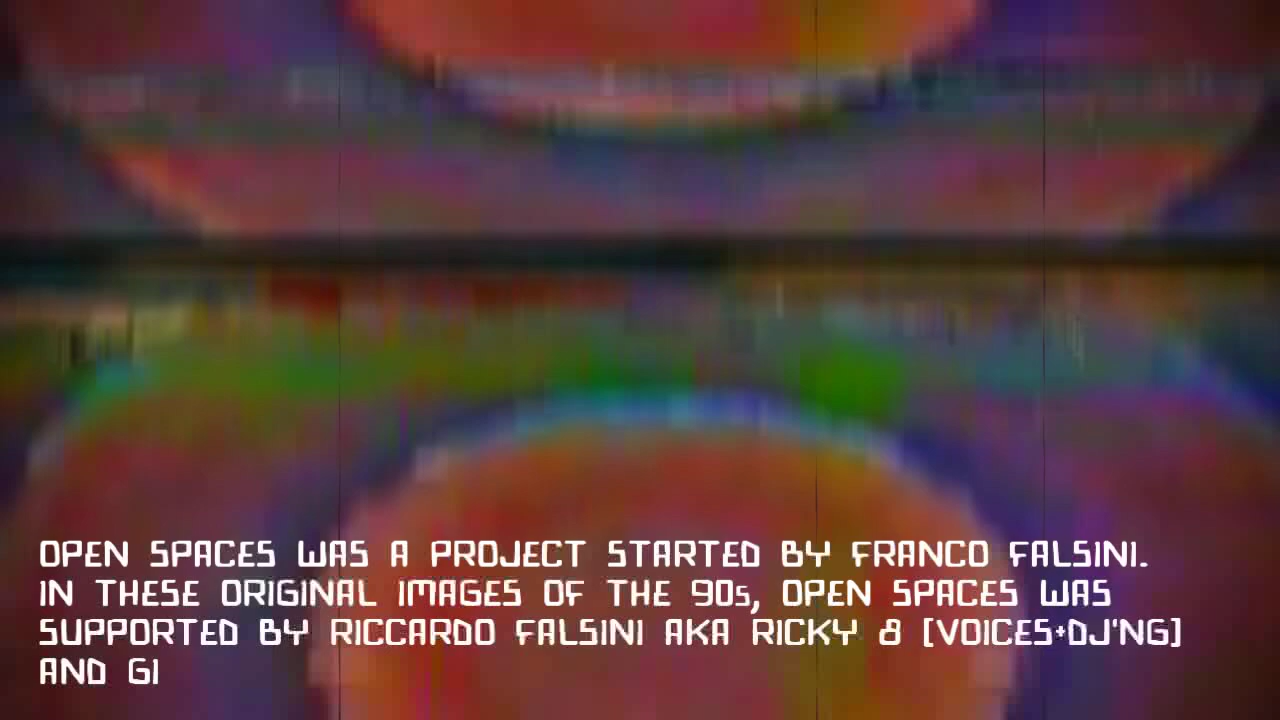 OPEN SPACES WAS A PROJECT STARTED BY FRANCO FALSINI.
IN THESE ORIGINAL IMAGES OF THE 90s, OPEN SPACES WAS
SUPPORTED BY RICCARDO FALSINI AKA RICKY 8 [VOICES+DJ'NG]
AND GI